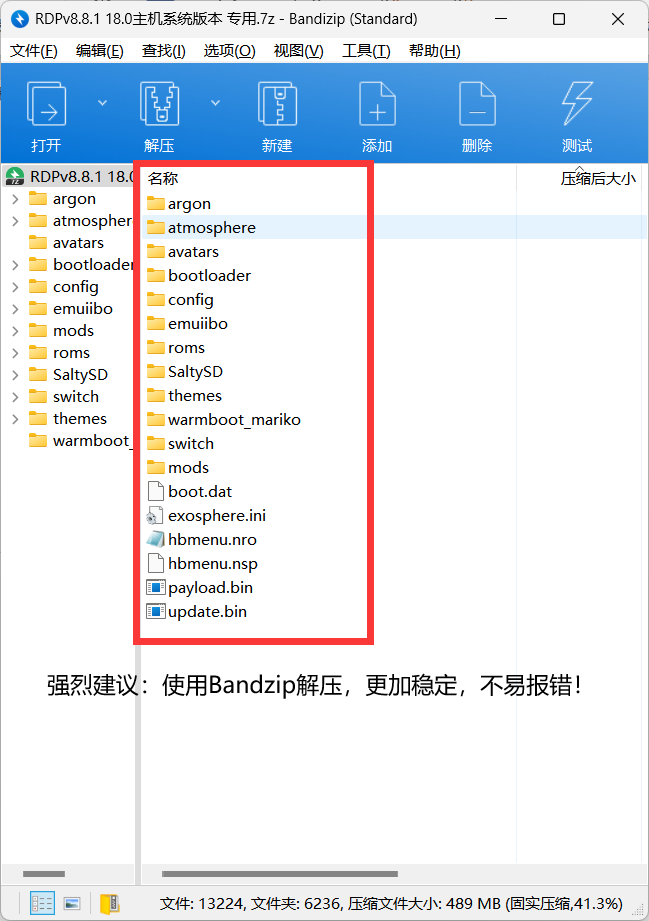 RDPv8.8.1 18.0主机系统版本 专用.7z - Bandizip (Standard)
文件(F) 编辑(E) 查找(I) 选项(O) 视图(V) 工具(T) 帮助(H)
打开 解压 新建 添加 删除 测试
RDPv8.8.1 18.0
argon
atmosphere
avatars
bootloader
config
emuiibo
mods
roms
SaltySD
switch
themes
warmboot_
名称 压缩后大小
argon
atmosphere
avatars
bootloader
config
emuiibo
roms
SaltySD
themes
warmboot_mariko
switch
mods
boot.dat
exosphere.ini
hbmenu.nro
hbmenu.nsp
payload.bin
update.bin
强烈建议：使用Bandzip解压，更加稳定，不易报错！
文件: 13224, 文件夹: 6236, 压缩文件大小: 489 MB (固实压缩,41.3%)